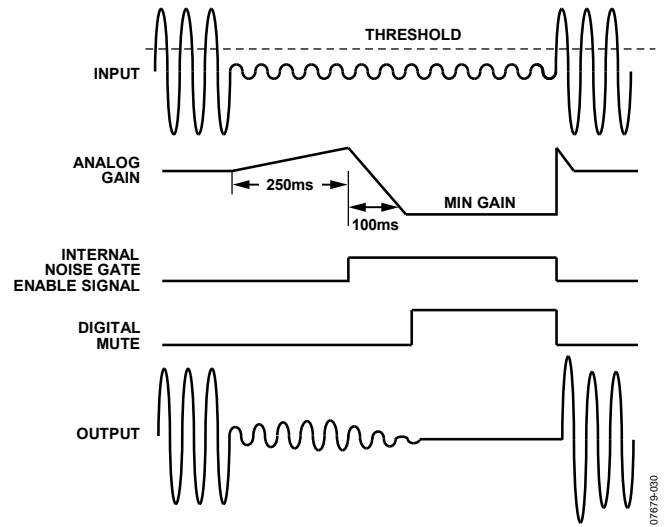 THRESHOLD
INPUT
ANALOG
GAIN
250ms
100ms
MIN GAIN
INTERNAL
NOISE GATE
ENABLE SIGNAL
DIGITAL
MUTE
OUTPUT
07679-030